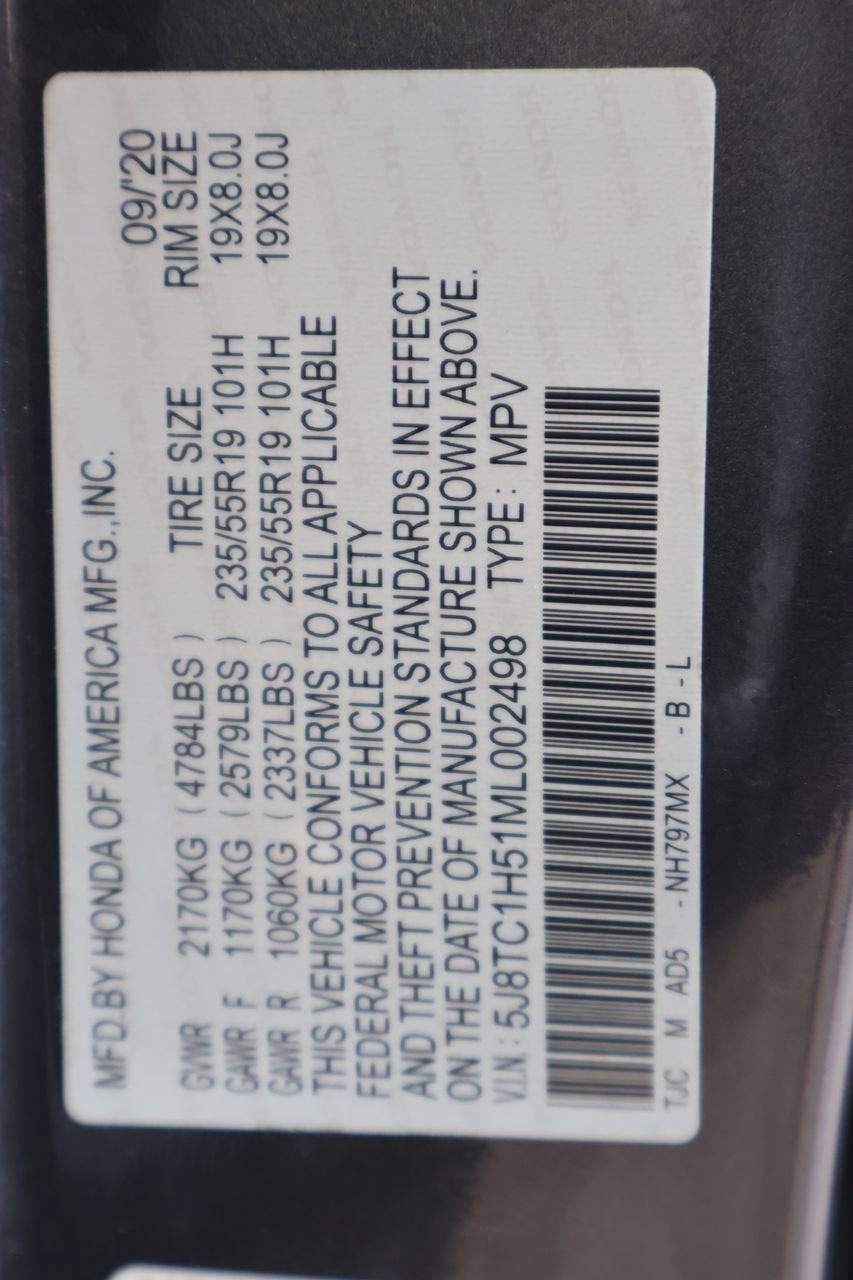 MFD.BY HONDA OF AMERICA MFG.,INC.
09/'20
TIRE SIZE RIM SIZE
GVWR 2170KG ( 4784LBS )
GAWR F 1170KG ( 2579LBS ) 235/55R19 101H 19X8.0J
GAWR R 1060KG ( 2337LBS ) 235/55R19 101H 19X8.0J
THIS VEHICLE CONFORMS TO ALL APPLICABLE
FEDERAL MOTOR VEHICLE SAFETY
AND THEFT PREVENTION STANDARDS IN EFFECT
ON THE DATE OF MANUFACTURE SHOWN ABOVE.
V.I.N.: 5J8TC1H51ML002498 TYPE: MPV
TJC M AD5 -NH797MX -B-L